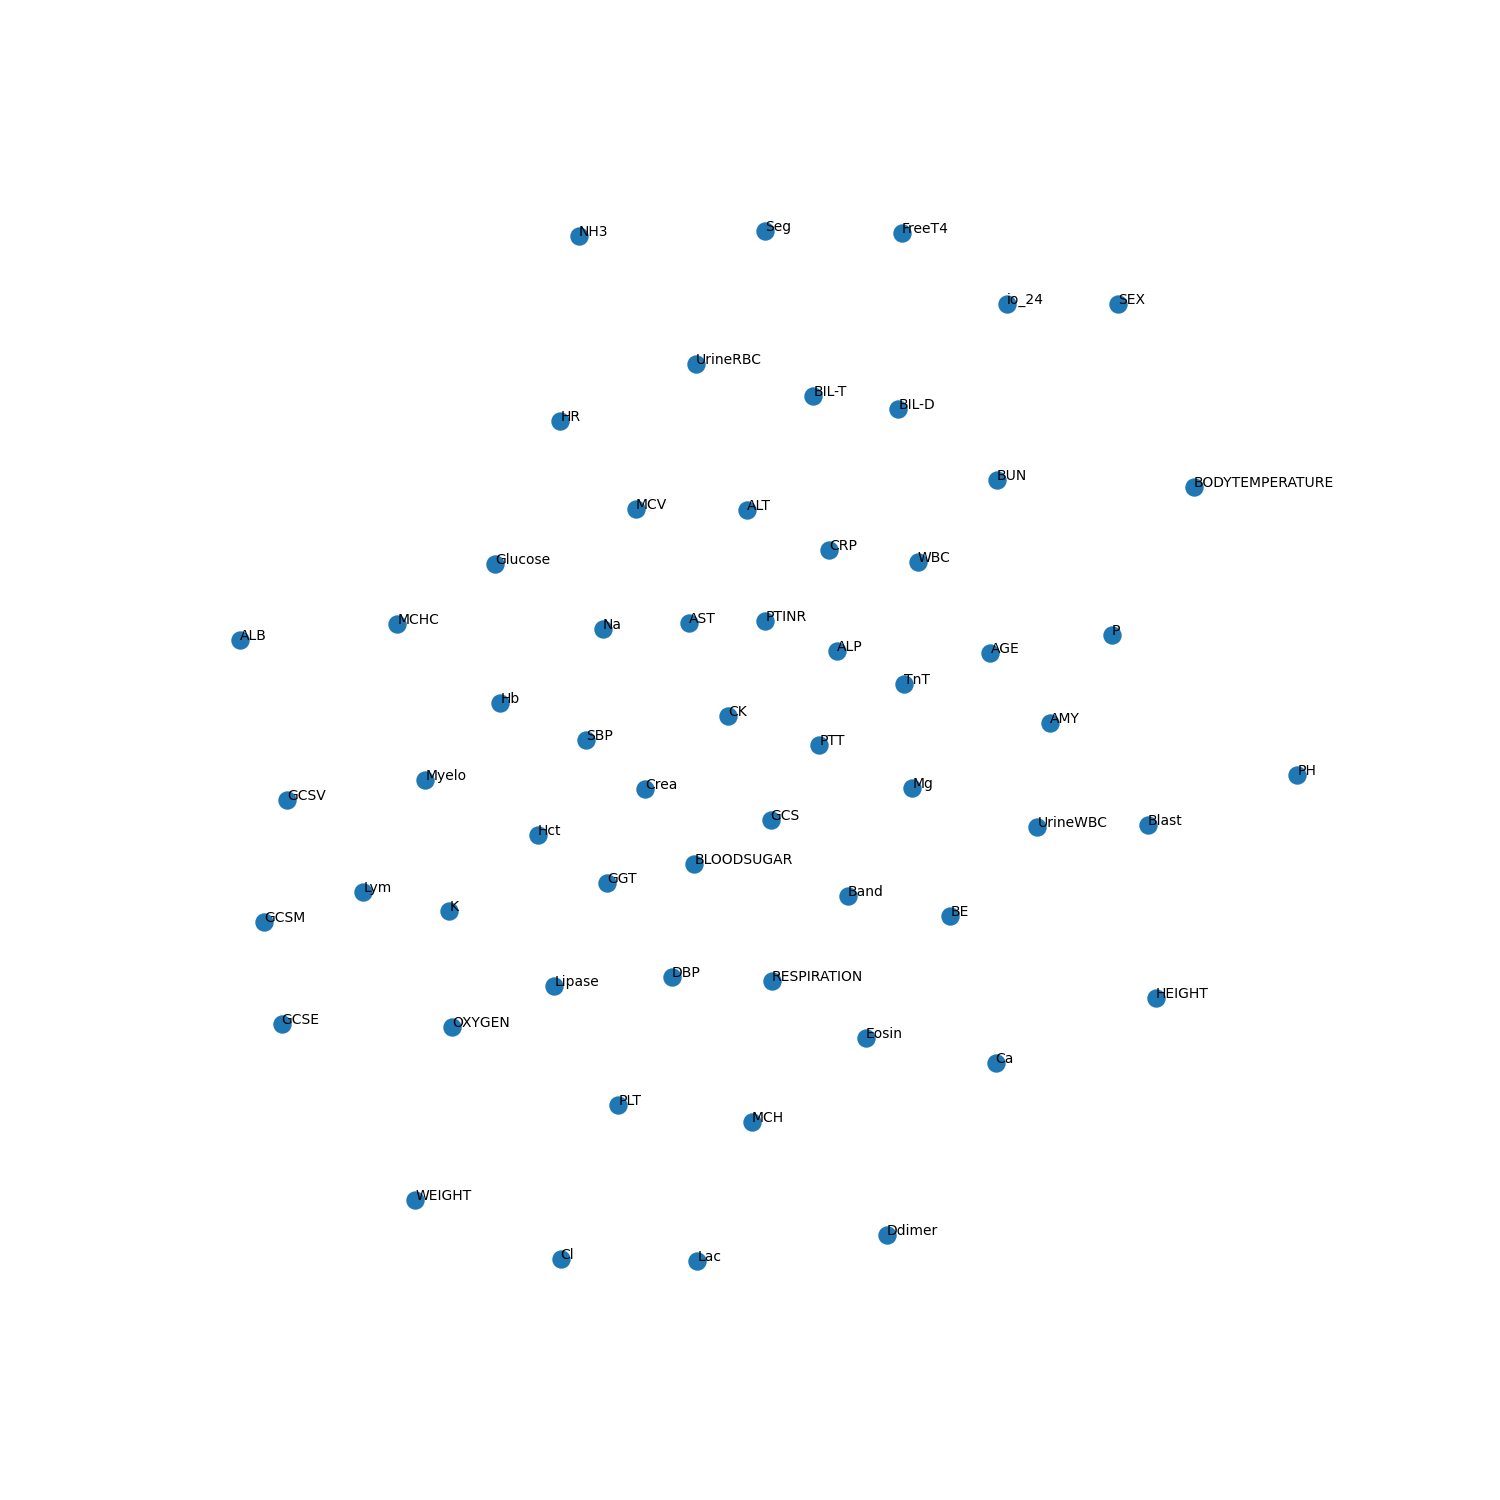 NH3
Seg
FreeT4
io_24
SEX
UrineRBC
BIL-T
BIL-D
HR
BUN
BODYTEMPERATURE
MCV
ALT
CRP
WBC
Glucose
MCHC
ALB
Na
AST
PTINR
P
ALP
AGE
TnT
Hb
CK
AMY
SBP
PTT
PH
Myelo
GCSV
Crea
Mg
GCS
Hct
UrineWBC
Blast
BLOODSUGAR
GGT
Lym
Band
K
GCSM
BE
DBP
RESPIRATION
Lipase
HEIGHT
GCSE
OXYGEN
Eosin
Ca
PLT
MCH
WEIGHT
Ddimer
Cl
Lac